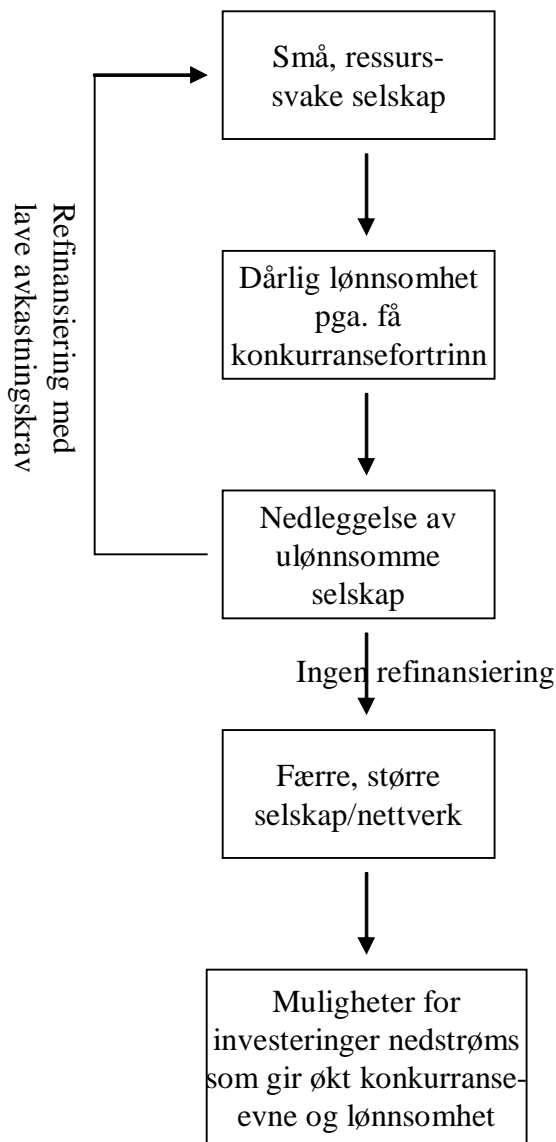 Små, ressurs-
svake selskap
Refinansiering med
lave avkastningskrav
Dårlig lønnsomhet
pga. få
konkurransefortrinn
Nedleggelse av
ulønnsomme
selskap
Ingen refinansiering
Færre, større
selskap/nettverk
Muligheter for
investeringer nedstrøms
som gir økt konkurranse-
evne og lønnsomhet